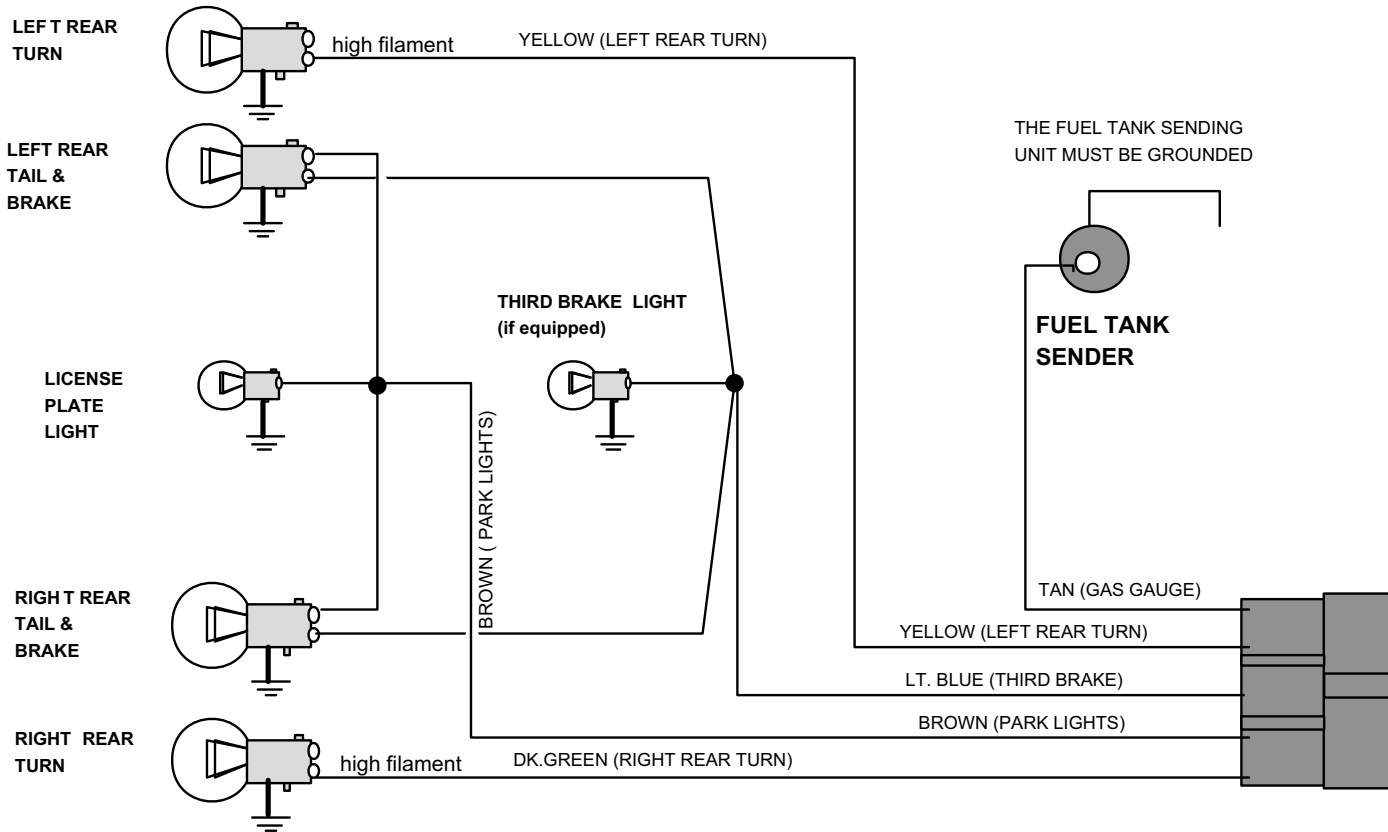 LEFT REAR
TURN
high filament
YELLOW (LEFT REAR TURN)
LEFT REAR
TAIL &
BRAKE
THE FUEL TANK SENDING
UNIT MUST BE GROUNDED
FUEL TANK
SENDER
THIRD BRAKE LIGHT
(if equipped)
LICENSE
PLATE
LIGHT
BROWN ( PARK LIGHTS)
RIGHT REAR
TAIL &
BRAKE
TAN (GAS GAUGE)
YELLOW (LEFT REAR TURN)
LT. BLUE (THIRD BRAKE)
BROWN (PARK LIGHTS)
RIGHT REAR
TURN
high filament
DK.GREEN (RIGHT REAR TURN)